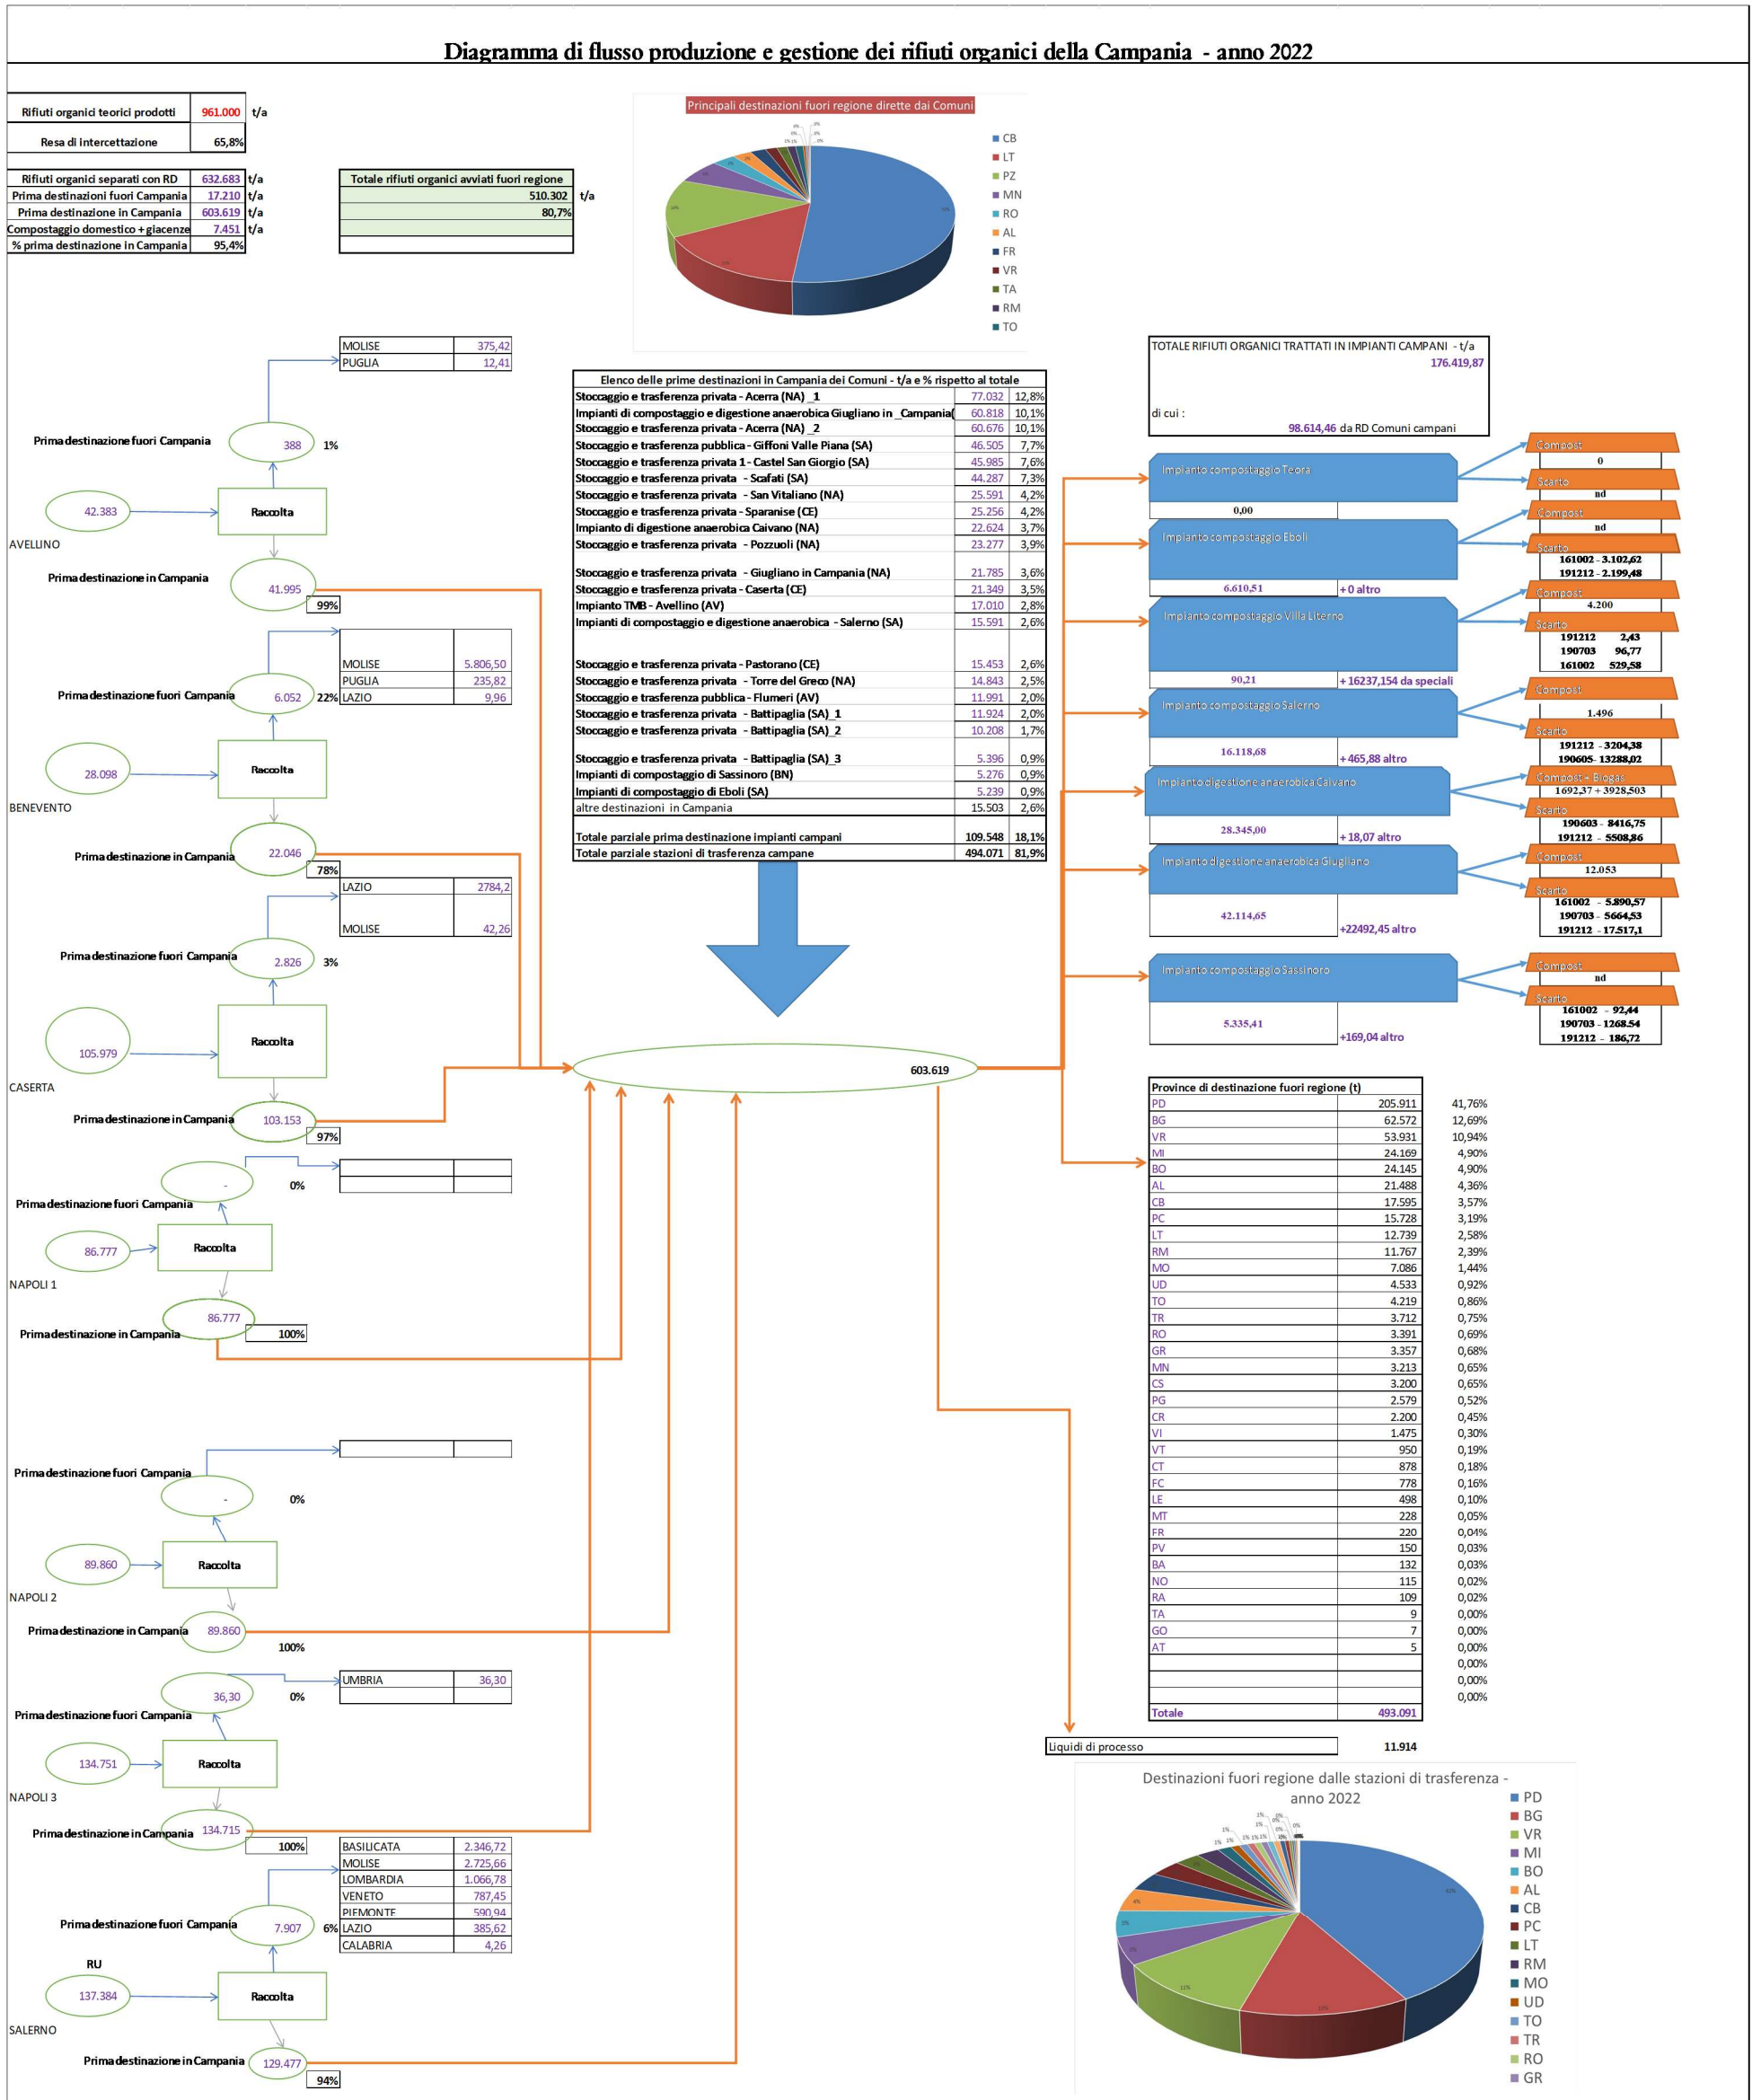 Diagramma di flusso produzione e gestione dei rifiuti organici della Campania - anno 2022
Rifiuti organici teorici prodotti 961.000 t/a
Resa di intercettazione 65,8%
Rifiuti organici separati con RD 632.683 t/a
Prima destinazioni fuori Campania 17.210 t/a
Prima destinazione in Campania 603.619 t/a
Compostaggio domestico + giacenze 7.451 t/a
% prima destinazione in Campania 95,4%
Totale rifiuti organici avviati fuori regione
510.302 t/a
80,7%
Principali destinazioni fuori regione dirette dai Comuni
CB
LT
PZ
MN
RO
AL
FR
VR
TA
RM
TO
MOLISE 375,42
PUGLIA 12,41
Prima destinazione fuori Campania 388 1%
42.383 Raccolta
AVELLINO
Prima destinazione in Campania 41.995
99%
MOLISE 5.806,50
PUGLIA 235,82
Prima destinazione fuori Campania 6.052 22% LAZIO 9,96
28.098 Raccolta
BENEVENTO
Prima destinazione in Campania 22.046
78%
LAZIO 2784,2
MOLISE 42,26
Prima destinazione fuori Campania 2.826 3%
105.979 Raccolta
CASERTA
Prima destinazione in Campania 103.153
97%
- 0%
Prima destinazione fuori Campania
86.777 Raccolta
NAPOLI 1
86.777
Prima destinazione in Campania 100%
Prima destinazione fuori Campania
- 0%
89.860 Raccolta
NAPOLI 2
Prima destinazione in Campania 89.860
100%
UMBRIA 36,30
36,30 0%
Prima destinazione fuori Campania
134.751 Raccolta
NAPOLI 3
Prima destinazione in Campania 134.715
100%
BASILICATA 2.346,72
MOLISE 2.725,66
LOMBARDIA 1.066,78
VENETO 787,45
PIEMONTE 590,94
Prima destinazione fuori Campania 7.907 6% LAZIO 385,62
CALABRIA 4,26
RU
137.384 Raccolta
SALERNO
Prima destinazione in Campania 129.477
94%
Elenco delle prime destinazioni in Campania dei Comuni - t/a e % rispetto al totale
Stoccaggio e trasferenza privata - Acerra (NA) _1 77.032 12,8%
Impianti di compostaggio e digestione anaerobica Giugliano in _Campania( 60.818 10,1%
Stoccaggio e trasferenza privata - Acerra (NA) _2 60.676 10,1%
Stoccaggio e trasferenza pubblica - Giffoni Valle Piana (SA) 46.505 7,7%
Stoccaggio e trasferenza privata 1 - Castel San Giorgio (SA) 45.985 7,6%
Stoccaggio e trasferenza privata - Scafati (SA) 44.287 7,3%
Stoccaggio e trasferenza privata - San Vitaliano (NA) 25.591 4,2%
Stoccaggio e trasferenza privata - Sparanise (CE) 25.256 4,2%
Impianto di digestione anaerobica Caivano (NA) 22.624 3,7%
Stoccaggio e trasferenza privata - Pozzuoli (NA) 23.277 3,9%
Stoccaggio e trasferenza privata - Giugliano in Campania (NA) 21.785 3,6%
Stoccaggio e trasferenza privata - Caserta (CE) 21.349 3,5%
Impianto TMB - Avellino (AV) 17.010 2,8%
Impianti di compostaggio e digestione anaerobica - Salerno (SA) 15.591 2,6%
Stoccaggio e trasferenza privata - Pastorano (CE) 15.453 2,6%
Stoccaggio e trasferenza privata - Torre del Greco (NA) 14.843 2,5%
Stoccaggio e trasferenza pubblica - Flumeri (AV) 11.991 2,0%
Stoccaggio e trasferenza privata - Battipaglia (SA)_1 11.924 2,0%
Stoccaggio e trasferenza privata - Battipaglia (SA)_2 10.208 1,7%
Stoccaggio e trasferenza privata - Battipaglia (SA)_3 5.396 0,9%
Impianti di compostaggio di Sassinoro (BN) 5.276 0,9%
Impianti di compostaggio di Eboli (SA) 5.239 0,9%
altre destinazioni in Campania 15.503 2,6%
Totale parziale prima destinazione impianti campani 109.548 18,1%
Totale parziale stazioni di trasferenza campane 494.071 81,9%
603.619
TOTALE RIFIUTI ORGANICI TRATTATI IN IMPIANTI CAMPANI - t/a
176.419,87
di cui :
98.614,46 da RD Comuni campani
Impianto compostaggio Teora
0,00
Compost
0
Scarto
nd
Impianto compostaggio Eboli
6.610,51 + 0 altro
Compost
nd
Scarto
161002 - 3.102,62
191212 - 2.199,48
Impianto compostaggio Villa Literno
90,21 + 16237,154 da speciali
Compost
4.200
Scarto
191212 2,43
190703 96,77
161002 529,58
Impianto compostaggio Salerno
16.118,68 + 465,88 altro
Compost
1.496
Scarto
191212 - 3204,38
190605- 13288,02
Impianto digestione anaerobica Caivano
28.345,00 + 18,07 altro
Compost - Biogas
1692,37 + 3928,503
Scarto
190603 - 8416,75
191212 - 5508,86
Impianto digestione anaerobica Giugliano
42.114,65 +22492,45 altro
Compost
12.053
Scarto
161002 - 5.890,57
190703 - 5664,53
191212 - 17.517,1
Impianto compostaggio Sassinoro
5.335,41 +169,04 altro
Compost
nd
Scarto
161002 - 92,44
190703 - 1268.54
191212 - 186,72
Province di destinazione fuori regione (t)
PD 205.911 41,76%
BG 62.572 12,69%
VR 53.931 10,94%
MI 24.169 4,90%
BO 24.145 4,90%
AL 21.488 4,36%
CB 17.595 3,57%
PC 15.728 3,19%
LT 12.739 2,58%
RM 11.767 2,39%
MO 7.086 1,44%
UD 4.533 0,92%
TO 4.219 0,86%
TR 3.712 0,75%
RO 3.391 0,69%
GR 3.357 0,68%
MN 3.213 0,65%
CS 3.200 0,65%
PG 2.579 0,52%
CR 2.200 0,45%
VI 1.475 0,30%
VT 950 0,19%
CT 878 0,18%
FC 778 0,16%
LE 498 0,10%
MT 228 0,05%
FR 220 0,04%
PV 150 0,03%
BA 132 0,03%
NO 115 0,02%
RA 109 0,02%
TA 9 0,00%
GO 7 0,00%
AT 5 0,00%
0,00%
0,00%
0,00%
Totale 493.091
Liquidi di processo 11.914
Destinazioni fuori regione dalle stazioni di trasferenza -
anno 2022
PD
BG
VR
MI
BO
AL
CB
PC
LT
RM
MO
UD
TO
TR
RO
GR